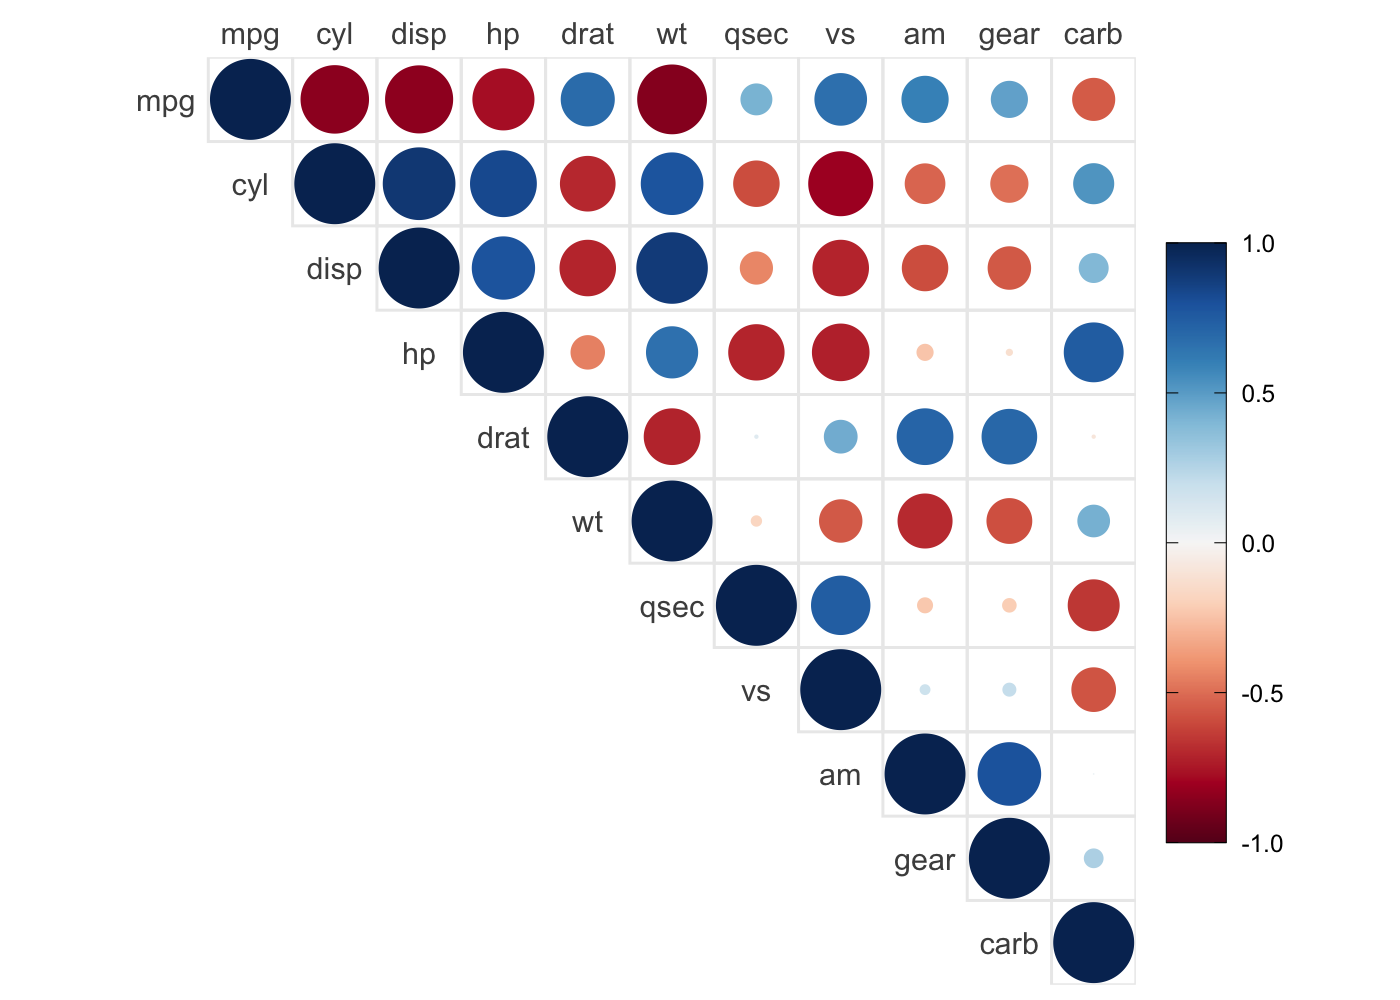 mpg cyl disp hp drat wt qsec vs am gear carb
mpg
cyl
disp
hp
drat
wt
qsec
vs
am
gear
carb
1.0
0.5
0.0
-0.5
-1.0